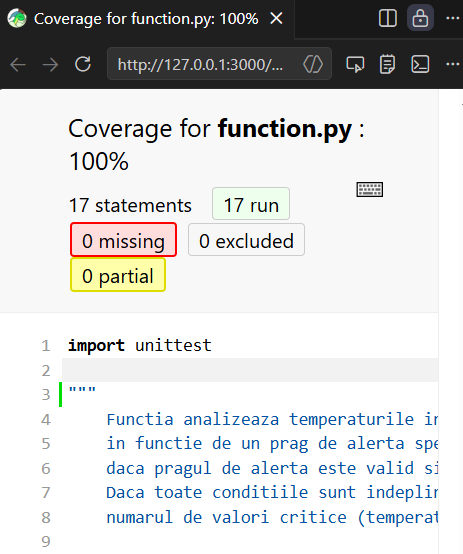 Coverage for function.py: 100%
http://127.0.0.1:3000/...
Coverage for function.py :
100%
17 statements 17 run
0 missing 0 excluded
0 partial
1 import unittest
2
3 """
4 Functia analizeaza temperaturile in
5 in functie de un prag de alerta spe
6 daca pragul de alerta este valid si
7 Daca toate conditiile sunt indeplin
8 numarul de valori critice (temperat
9